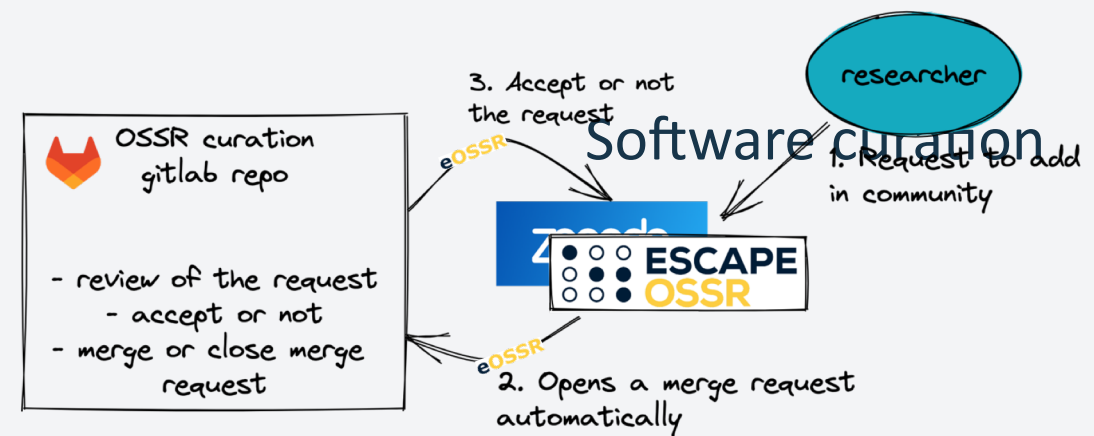 researcher
3. Accept or not
the request
Software curation
OSSR curation
gitlab repo
eOSSR
1. Request to add
in community
ESCAPE
OSSR
- review of the request
- accept or not
- merge or close merge
request
eOSSR
2. Opens a merge request
automatically